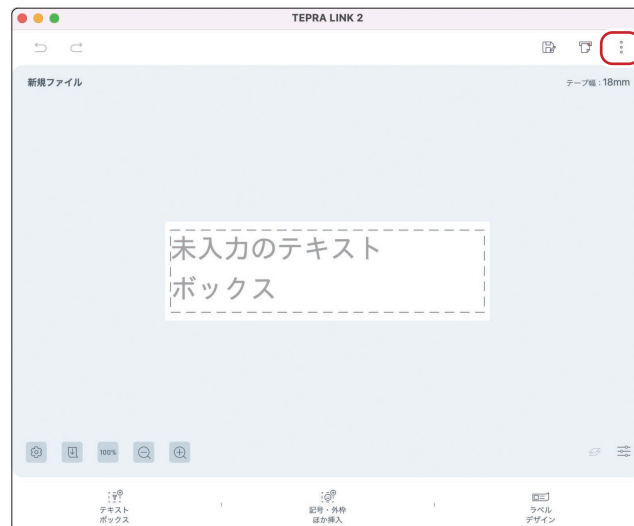 TEPRA LINK 2
新規ファイル
テープ幅 : 18mm
未入力のテキスト
ボックス
100%
テキスト
ボックス
記号・外枠
ほか挿入
ラベル
デザイン